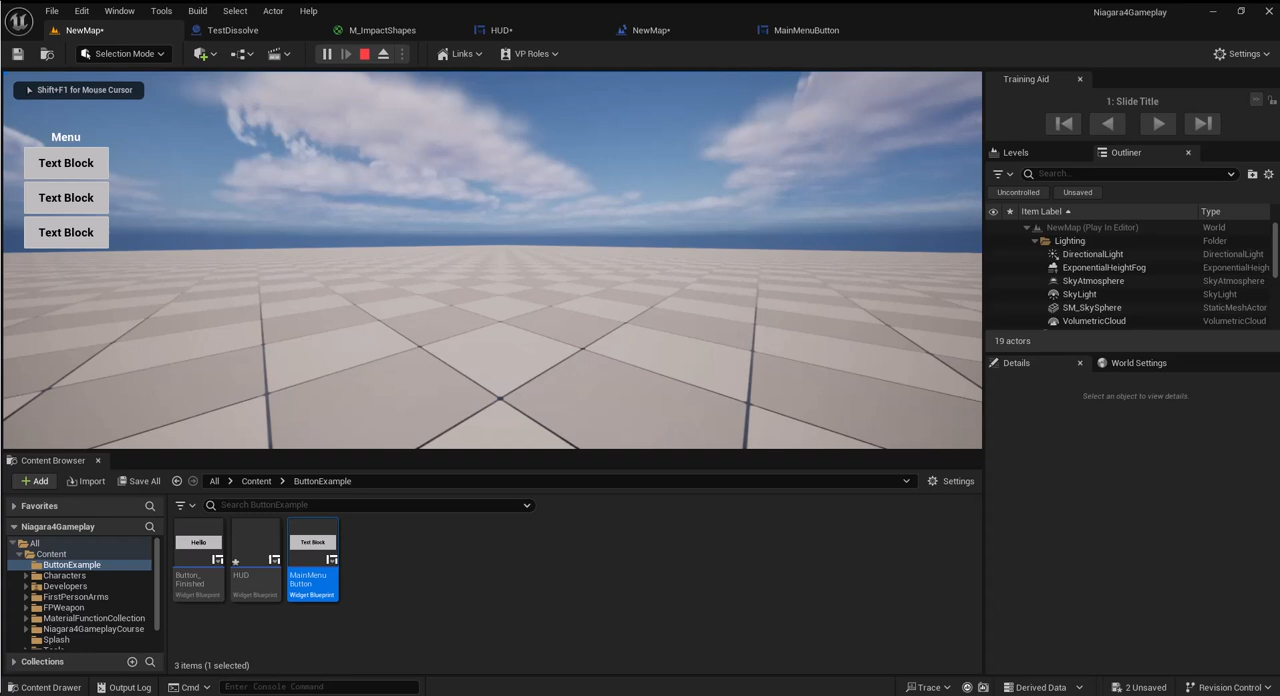 File Edit Window Tools Build Select Actor Help
Niagara4Gameplay
NewMap* TestDissolve M_ImpactShapes HUD* NewMap* MainMenuButton
Selection Mode Links VP Roles Settings
Shift+F1 for Mouse Cursor
Menu
Text Block
Text Block
Text Block
Training Aid
1: Slide Title
Levels Outliner
Search...
Uncontrolled Unsaved
Item Label Type
NewMap (Play In Editor) World
Lighting Folder
DirectionalLight DirectionalLight
ExponentialHeightFog ExponentialHeigh
SkyAtmosphere SkyAtmosphere
SkyLight SkyLight
SM_SkySphere StaticMeshActor
VolumetricCloud VolumetricCloud
19 actors
Details World Settings
Select an object to view details.
Content Browser
Add Import Save All All Content ButtonExample Settings
Favorites
Search ButtonExample
Niagara4Gameplay
All
Content
ButtonExample
Characters
Developers
FirstPersonArms
FPWeapon
MaterialFunctionCollection
Niagara4GameplayCourse
Splash
Collections
Hello
Button_
Finished
Widget Blueprint
HUD
Widget Blueprint
Text Block
MainMenu
Button
Widget Blueprint
3 items (1 selected)
Content Drawer Output Log Cmd Enter Console Command Trace Derived Data 2 Unsaved Revision Control